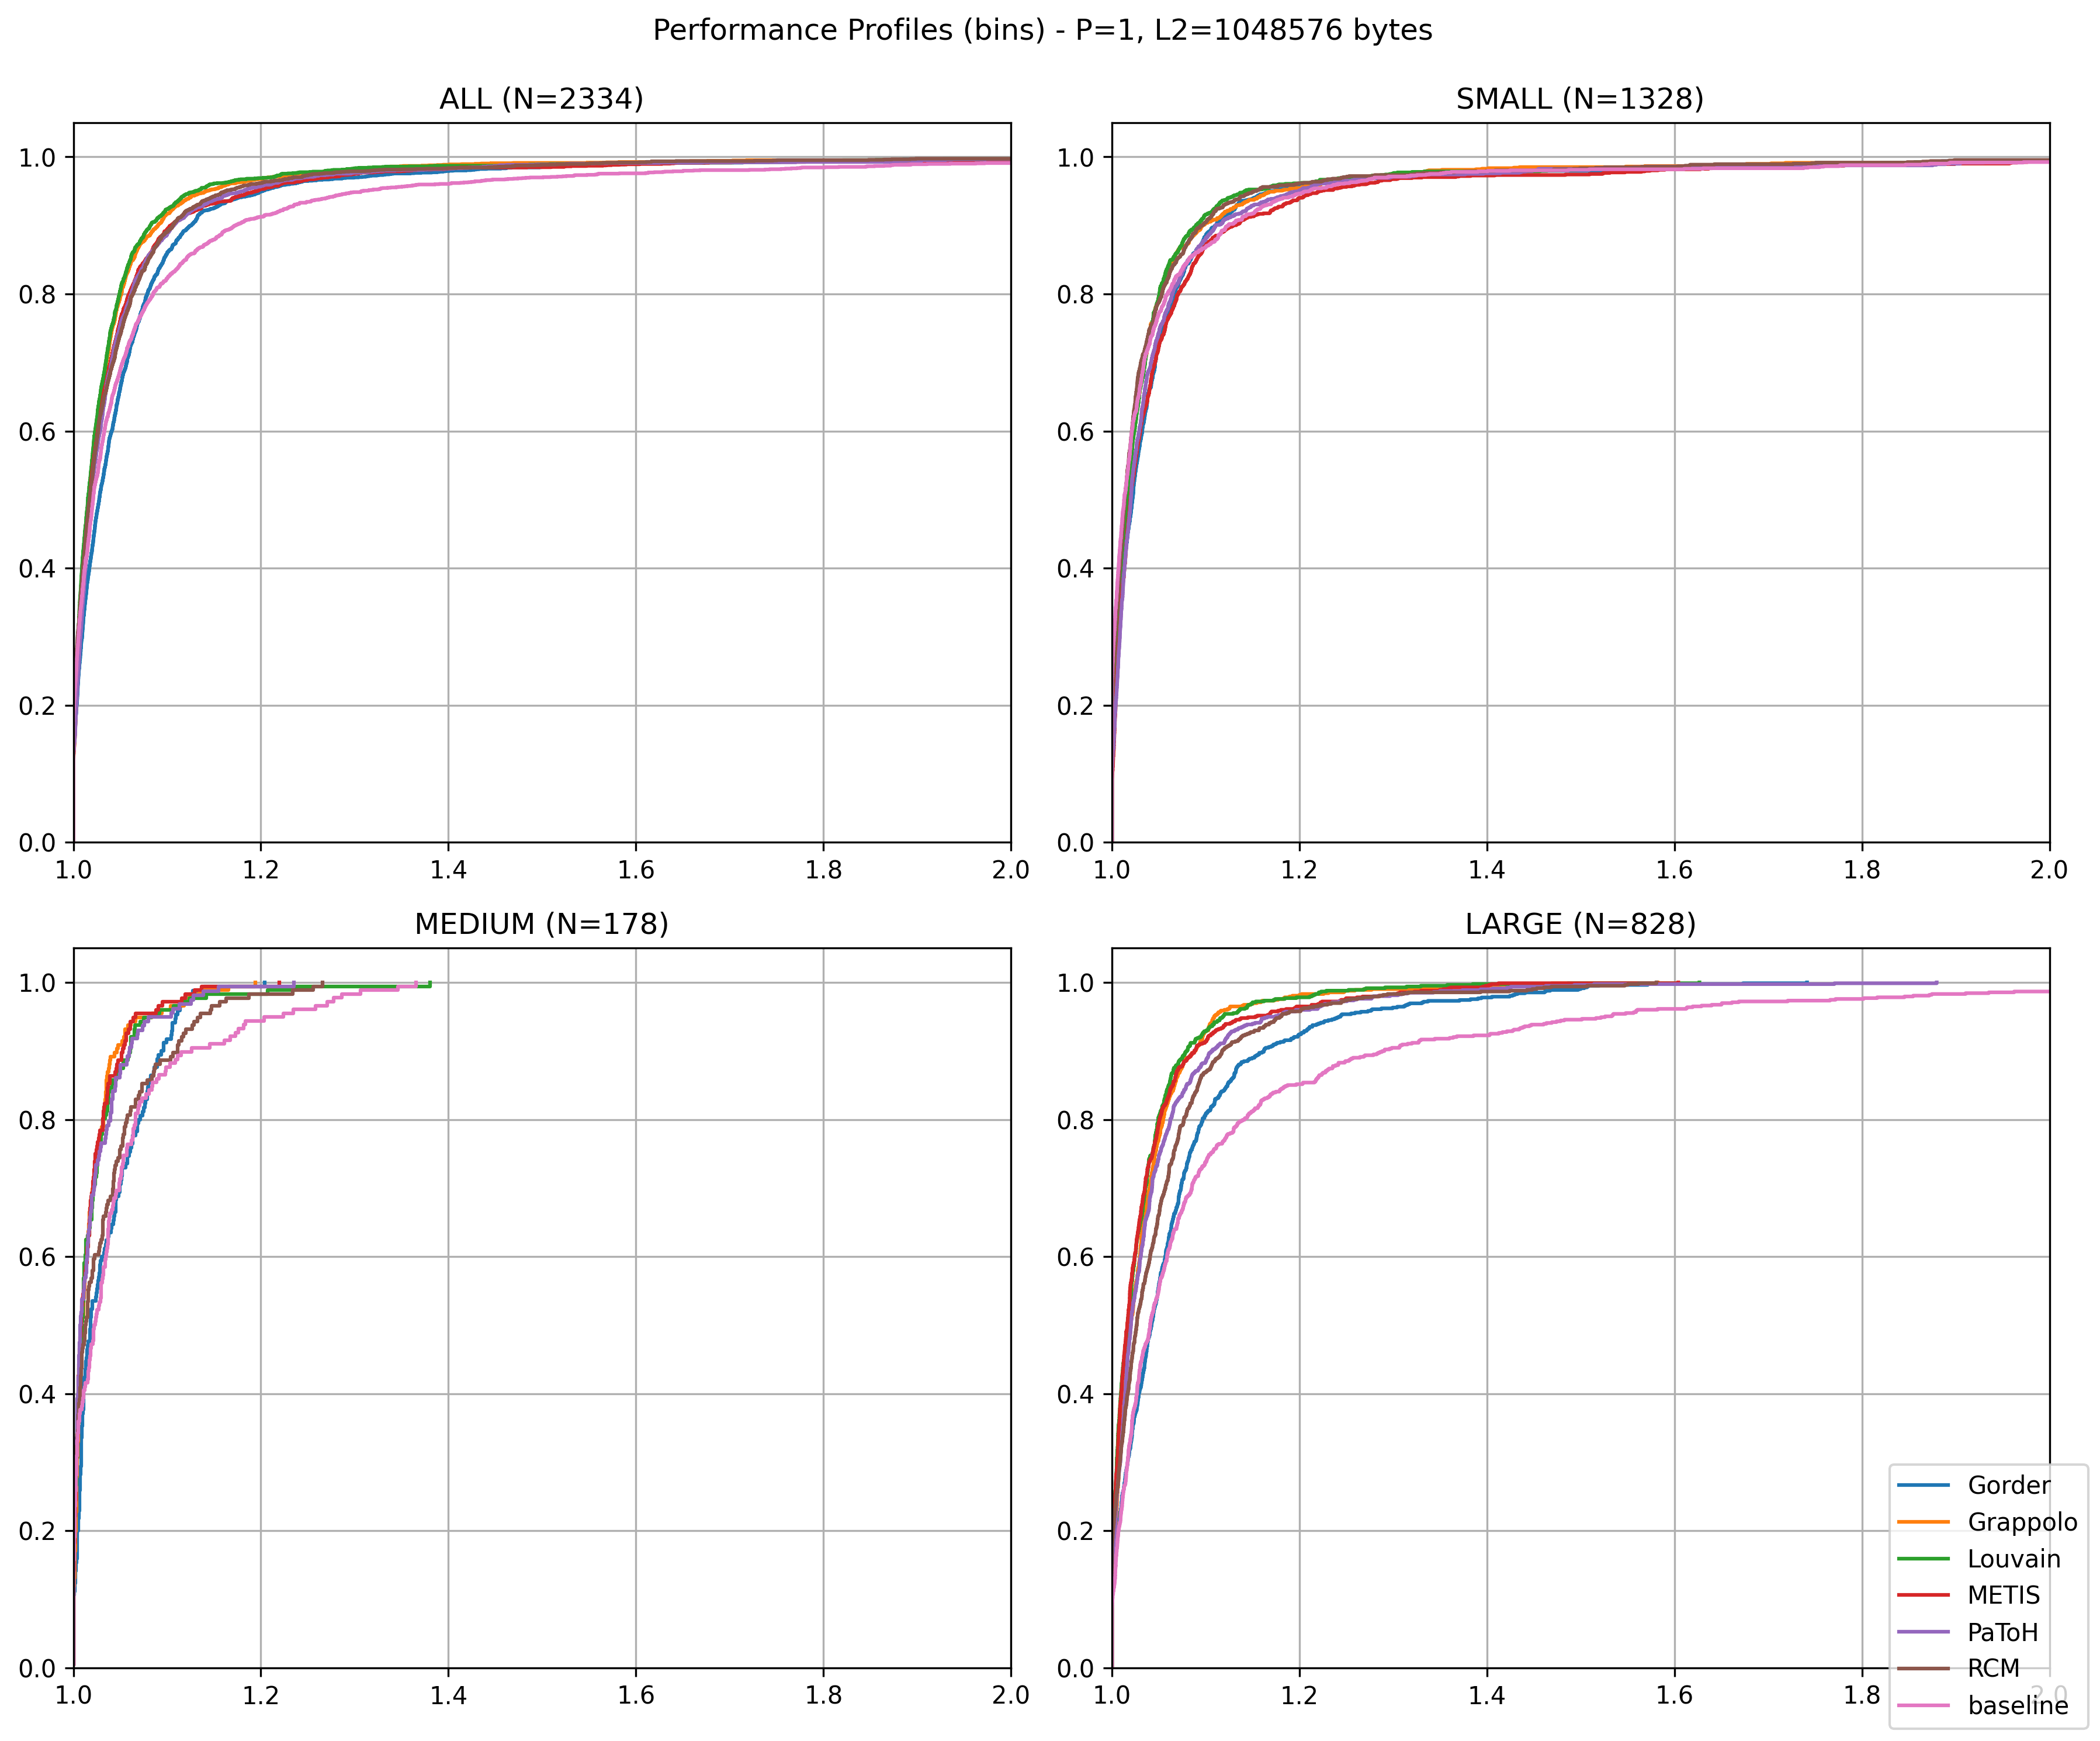 Performance Profiles (bins) - P=1, L2=1048576 bytes
ALL (N=2334)
1.0
0.8
0.6
0.4
0.2
0.0
1.0 1.2 1.4 1.6 1.8 2.0
SMALL (N=1328)
1.0
0.8
0.6
0.4
0.2
0.0
1.0 1.2 1.4 1.6 1.8 2.0
MEDIUM (N=178)
1.0
0.8
0.6
0.4
0.2
0.0
1.0 1.2 1.4 1.6 1.8 2.0
LARGE (N=828)
1.0
0.8
0.6
0.4
0.2
0.0
1.0 1.2 1.4 1.6 1.8 2.0
Gorder
Grappolo
Louvain
METIS
PaToH
RCM
baseline